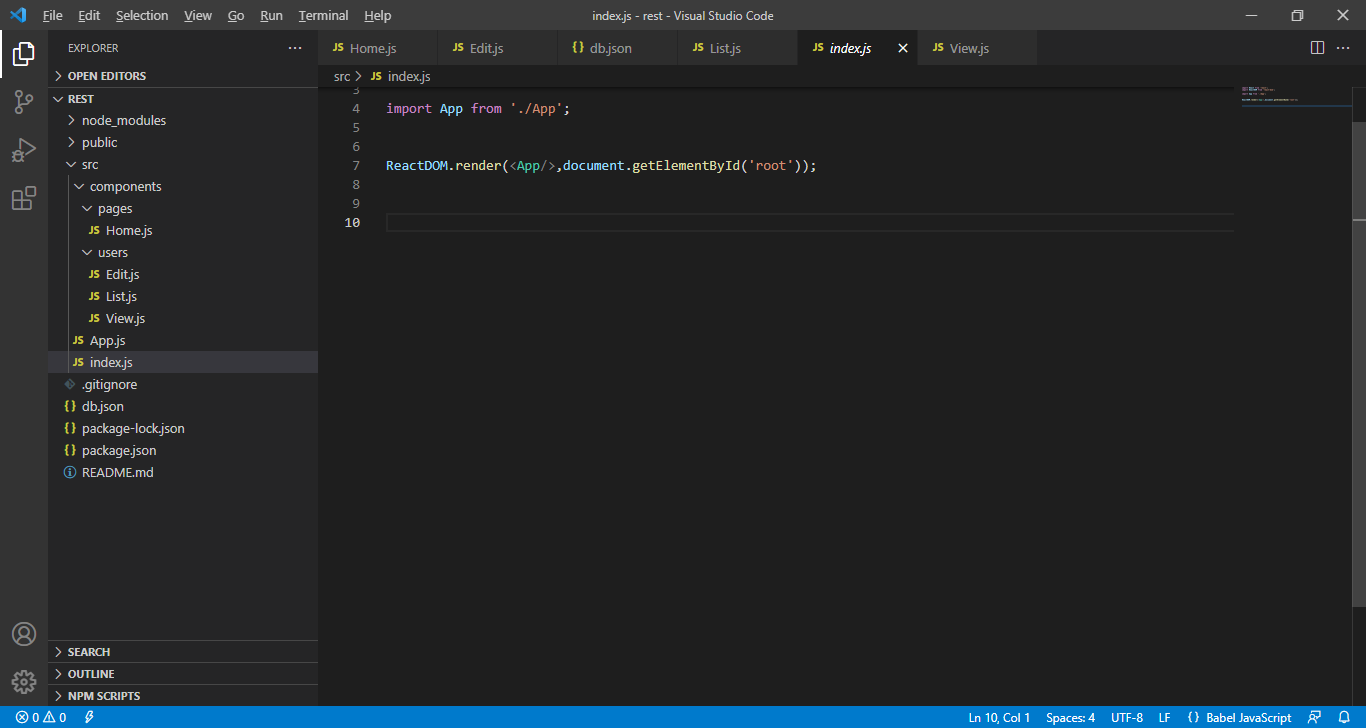 File Edit Selection View Go Run Terminal Help index.js - rest - Visual Studio Code
EXPLORER
OPEN EDITORS
REST
node_modules
public
src
components
pages
JS Home.js
users
JS Edit.js
JS List.js
JS View.js
JS App.js
JS index.js
.gitignore
{} db.json
{} package-lock.json
{} package.json
README.md
SEARCH
OUTLINE
NPM SCRIPTS
JS Home.js JS Edit.js {} db.json JS List.js JS index.js JS View.js
src > JS index.js
3
4 import App from './App';
5
6
7 ReactDOM.render(<App/>,document.getElementById('root'));
8
9
10
0 0 Ln 10, Col 1 Spaces: 4 UTF-8 LF {} Babel JavaScript